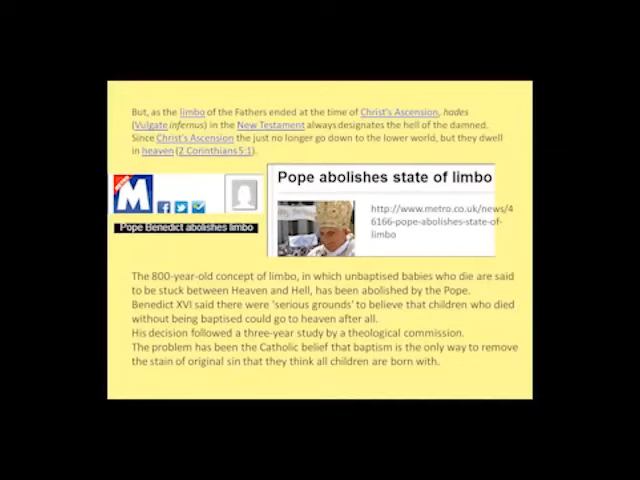 But, as the limbo of the Fathers ended at the time of Christ's Ascension, hades
(Vulgate infernus) in the New Testament always designates the hell of the damned.
Since Christ's Ascension the just no longer go down to the lower world, but they dwell
in heaven (2 Corinthians 5:1).
M
Pope Benedict abolishes limbo
Pope abolishes state of limbo
http://www.metro.co.uk/news/4
6166-pope-abolishes-state-of-
limbo
The 800-year-old concept of limbo, in which unbaptised babies who die are said
to be stuck between Heaven and Hell, has been abolished by the Pope.
Benedict XVI said there were 'serious grounds' to believe that children who died
without being baptised could go to heaven after all.
His decision followed a three-year study by a theological commission.
The problem has been the Catholic belief that baptism is the only way to remove
the stain of original sin that they think all children are born with.